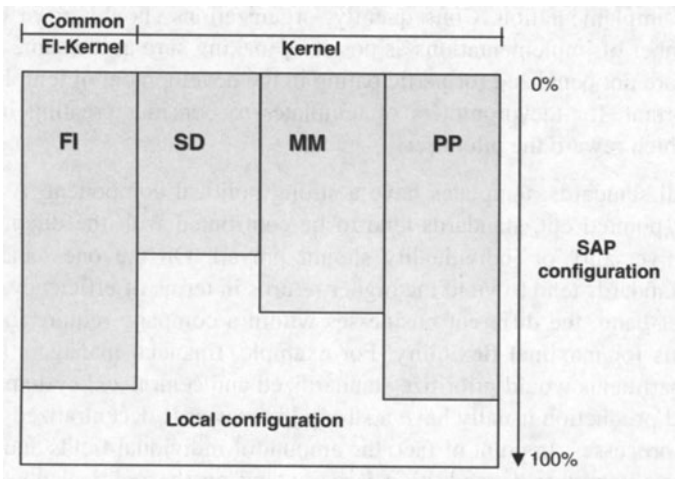 Common
FI-Kernel
Kernel
0%
FI
SD
MM
PP
SAP
configuration
Local configuration
100%